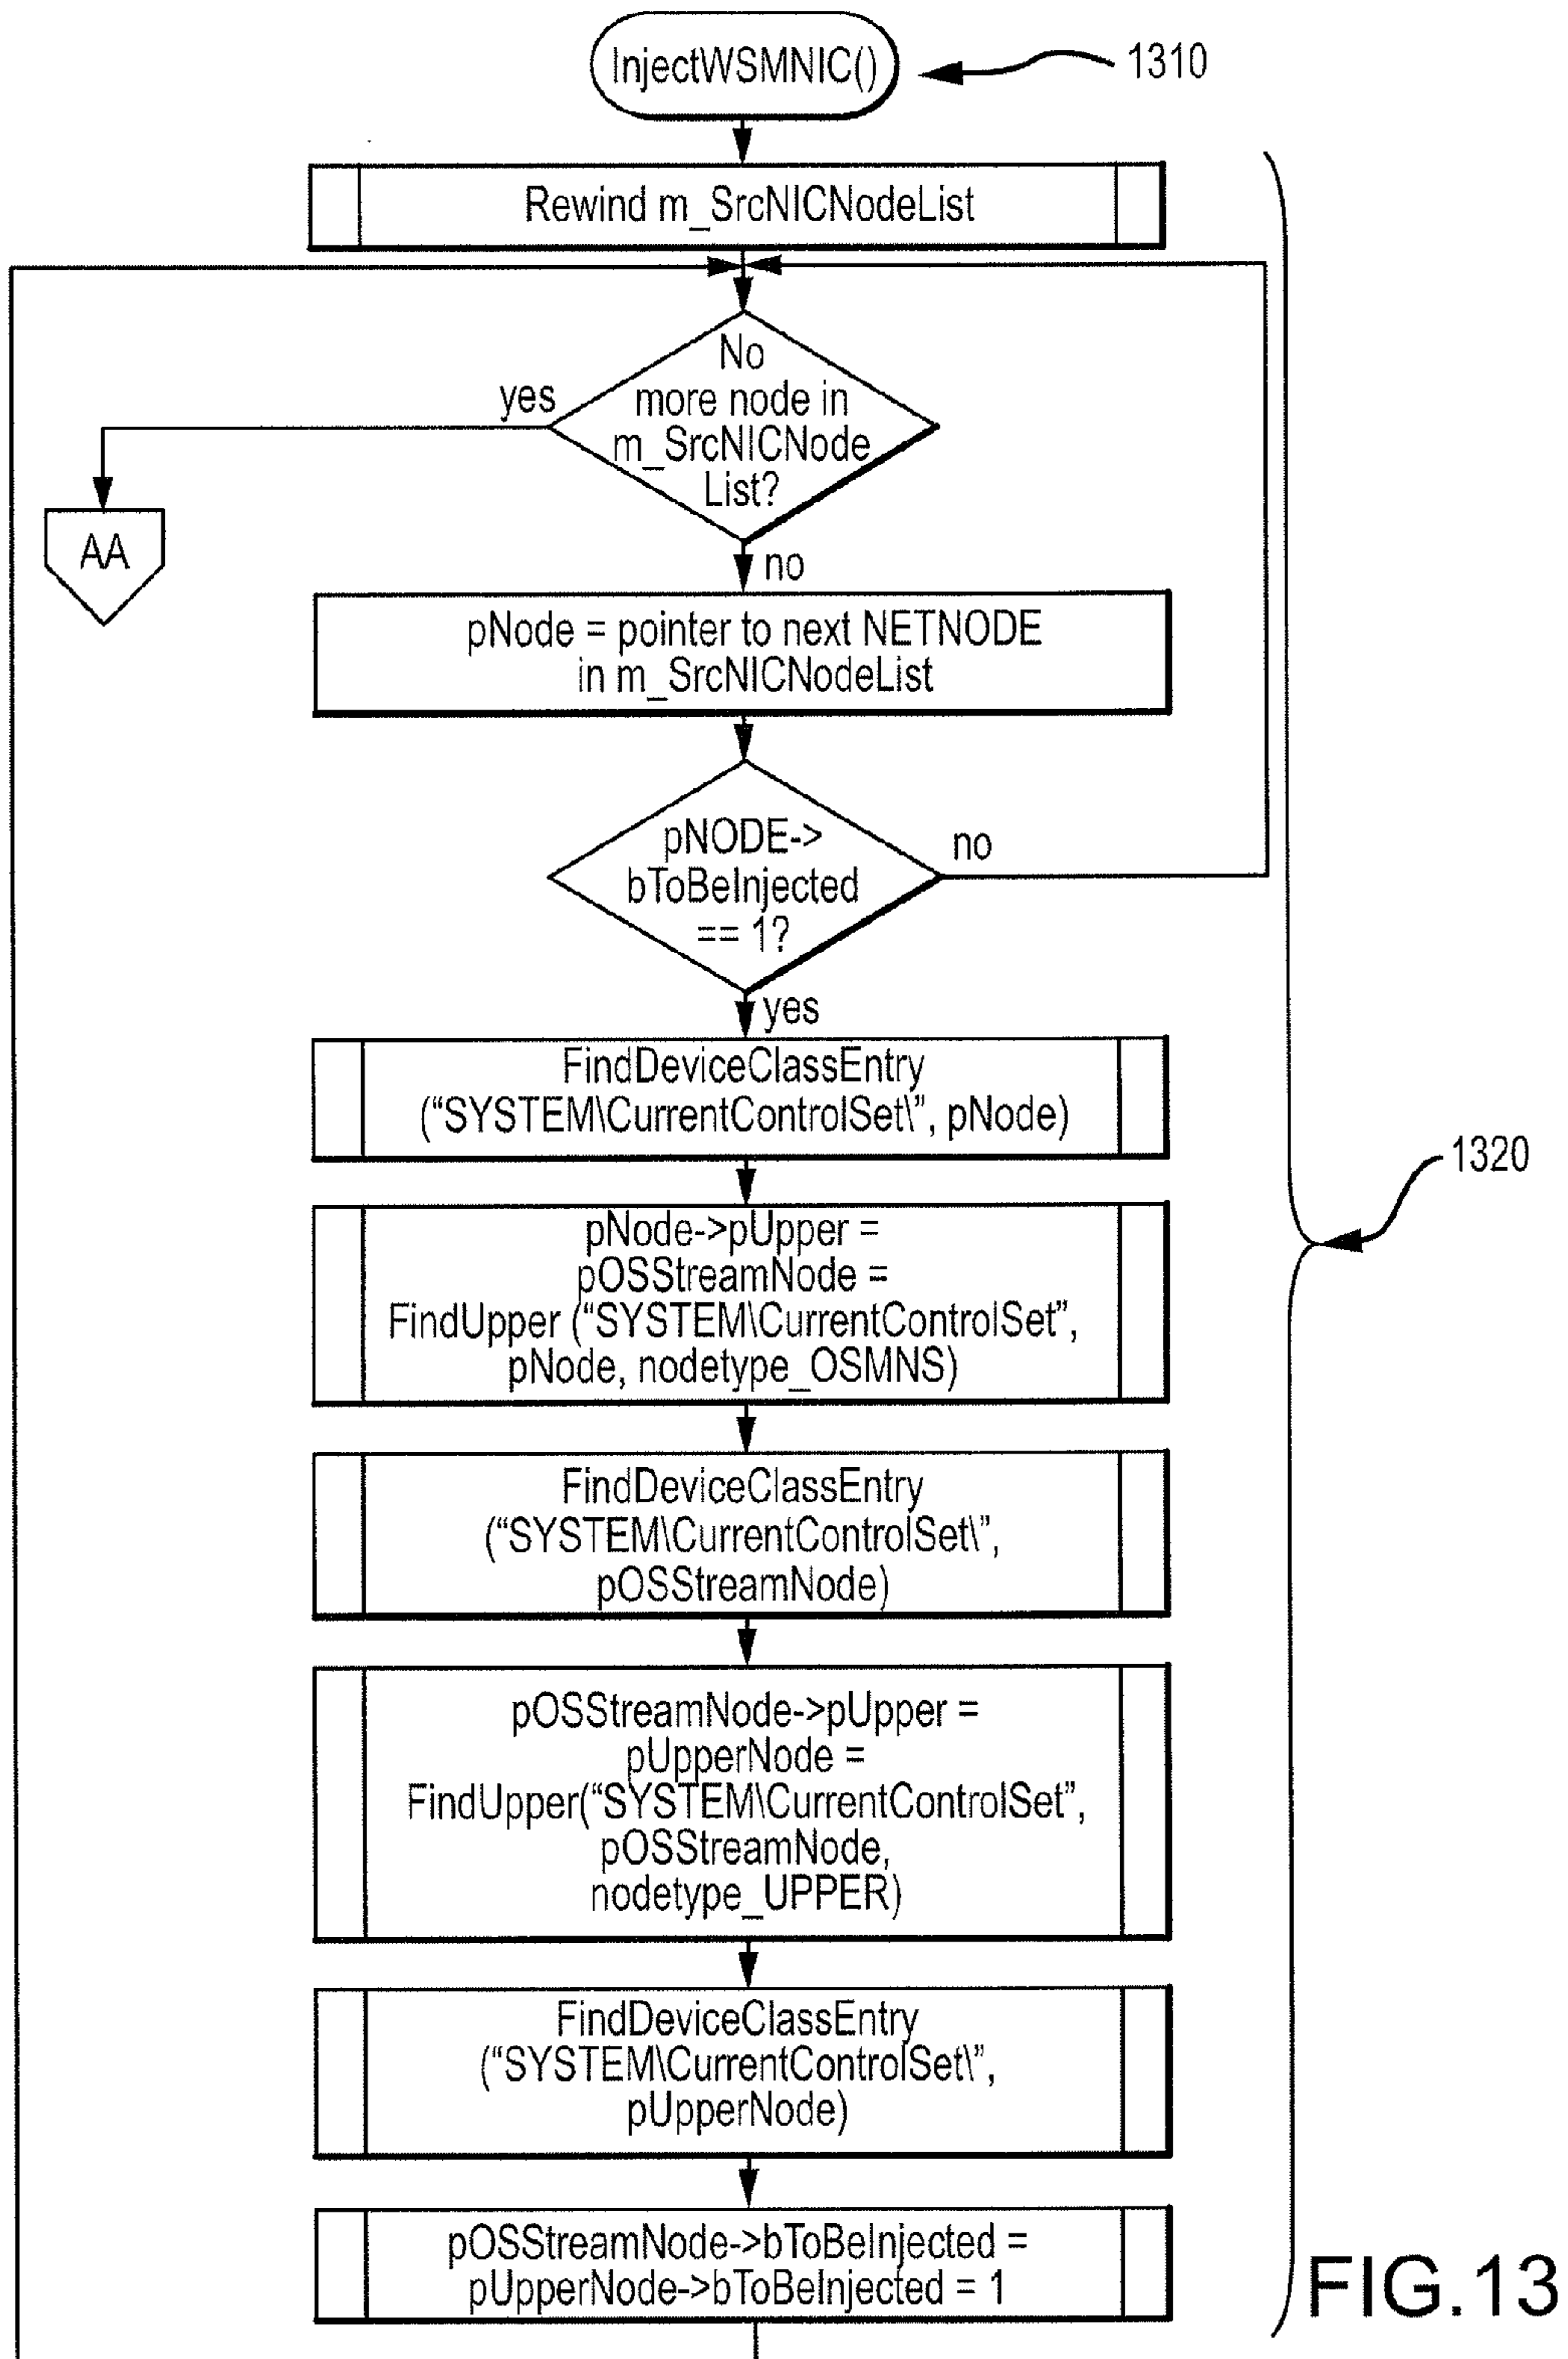 InjectWSMNIC()
1310
Rewind m_SrcNICNodeList
No
more node in
m_SrcNICNode
List?
yes
AA
no
pNode = pointer to next NETNODE
in m_SrcNICNodeList
pNODE->
bToBeInjected
== 1?
no
yes
FindDeviceClassEntry
(“SYSTEM\CurrentControlSet\”, pNode)
1320
pNode->pUpper =
pOSStreamNode =
FindUpper (“SYSTEM\CurrentControlSet”,
pNode, nodetype_OSMNS)
FindDeviceClassEntry
(“SYSTEM\CurrentControlSet\”,
pOSStreamNode)
pOSStreamNode->pUpper =
pUpperNode =
FindUpper(“SYSTEM\CurrentControlSet”,
pOSStreamNode,
nodetype_UPPER)
FindDeviceClassEntry
(“SYSTEM\CurrentControlSet\”,
pUpperNode)
pOSStreamNode->bToBeInjected =
pUpperNode->bToBeInjected = 1
FIG.13